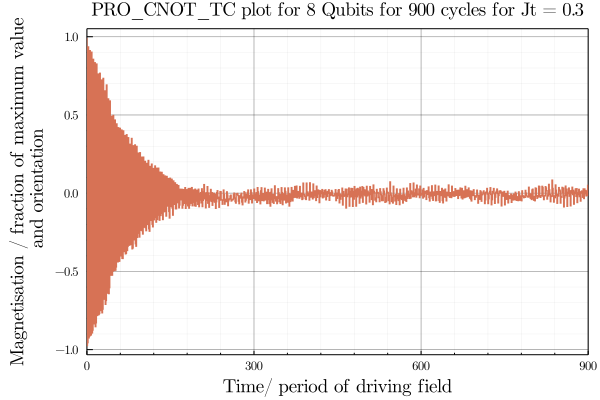 PRO_CNOT_TC plot for 8 Qubits for 900 cycles for Jt = 0.3
Magnetisation / fraction of maximum value
and orientation
1.0
0.5
0.0
−0.5
−1.0
0
300
600
900
Time/ period of driving field